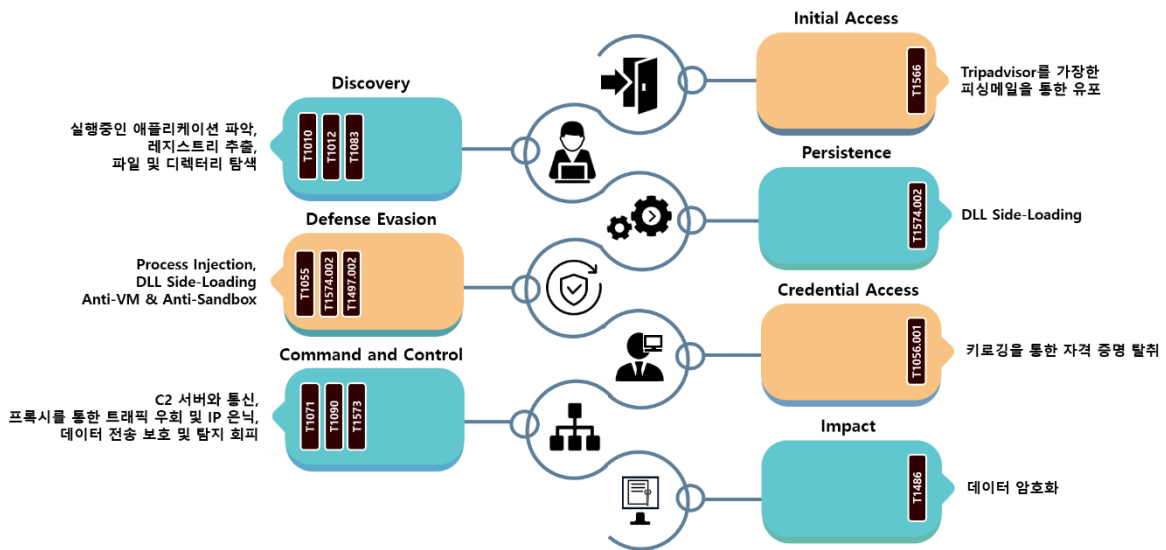 Initial Access
T1566
Tripadvisor를 가장한
피싱메일을 통한 유포
Discovery
실행중인 애플리케이션 파악,
레지스트리 추출,
파일 및 디렉터리 탐색
T1010
T1012
T1083
Persistence
T1574.002
DLL Side-Loading
Defense Evasion
Process Injection,
DLL Side-Loading
Anti-VM & Anti-Sandbox
T1055
T1574.002
T1497.002
Credential Access
T1056.001
키로깅을 통한 자격 증명 탈취
Command and Control
C2 서버와 통신,
프록시를 통한 트래픽 우회 및 IP 은닉,
데이터 전송 보호 및 탐지 회피
T1071
T1090
T1573
Impact
T1486
데이터 암호화